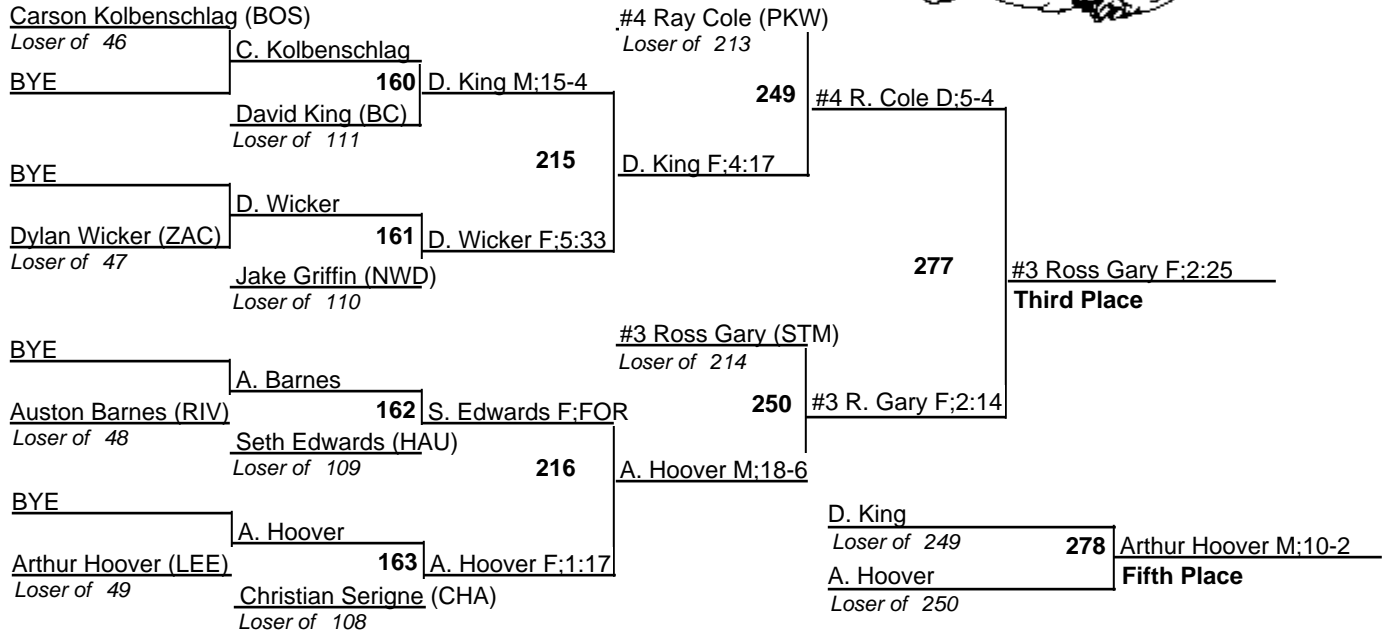 Carson Kolbenschlag (BOS)
Loser of 46
BYE
C. Kolbenschlag
160
David King (BC)
Loser of 111
D. King M;15-4
BYE
Dylan Wicker (ZAC)
Loser of 47
D. Wicker
161
Jake Griffin (NWD)
Loser of 110
D. Wicker F;5:33
215
D. King F;4:17
#4 Ray Cole (PKW)
Loser of 213
249
#4 R. Cole D;5-4
BYE
Auston Barnes (RIV)
Loser of 48
A. Barnes
162
Seth Edwards (HAU)
Loser of 109
S. Edwards F;FOR
BYE
Arthur Hoover (LEE)
Loser of 49
A. Hoover
163
Christian Serigne (CHA)
Loser of 108
A. Hoover F;1:17
216
A. Hoover M;18-6
#3 Ross Gary (STM)
Loser of 214
250
#3 R. Gary F;2:14
277
#3 Ross Gary F;2:25
Third Place
D. King
Loser of 249
A. Hoover
Loser of 250
278
Arthur Hoover M;10-2
Fifth Place